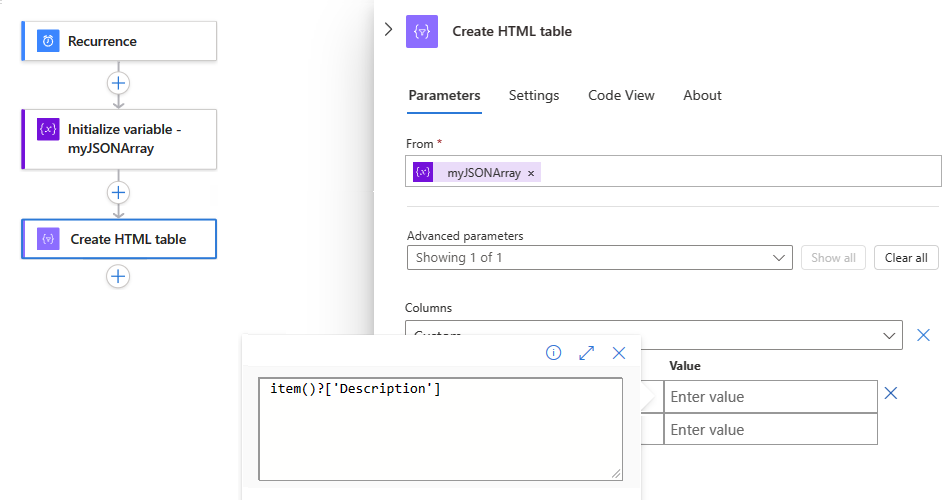 Recurrence
Initialize variable -
myJSONArray
Create HTML table
Create HTML table
Parameters
Settings
Code View
About
From *
myJSONArray ×
Advanced parameters
Showing 1 of 1
Show all
Clear all
Columns
Custom
Value
Enter value
Enter value
item()?['Description']